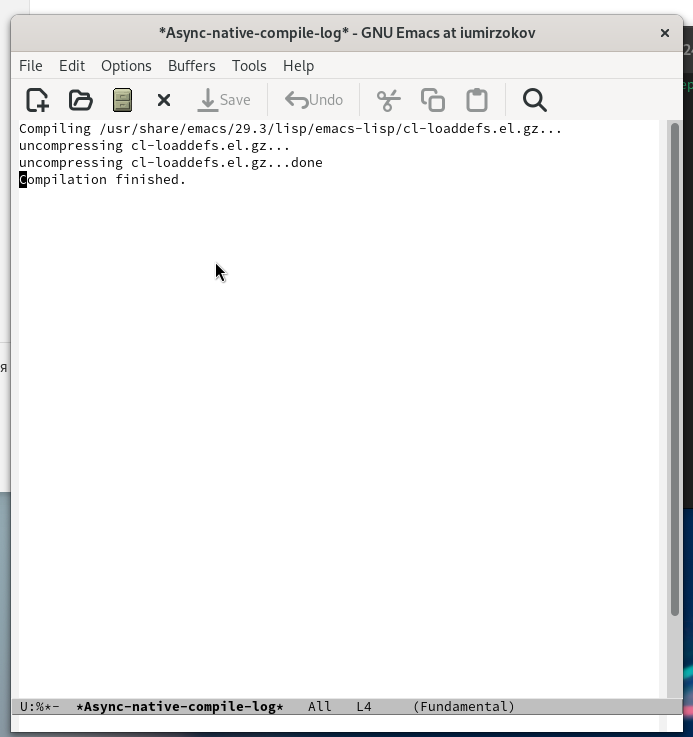 *Async-native-compile-log* - GNU Emacs at iumirzokov
File Edit Options Buffers Tools Help
Save Undo
Compiling /usr/share/emacs/29.3/lisp/emacs-lisp/cl-loaddefs.el.gz...
uncompressing cl-loaddefs.el.gz...
uncompressing cl-loaddefs.el.gz...done
Compilation finished.
я
U:%*- *Async-native-compile-log* All L4 (Fundamental)